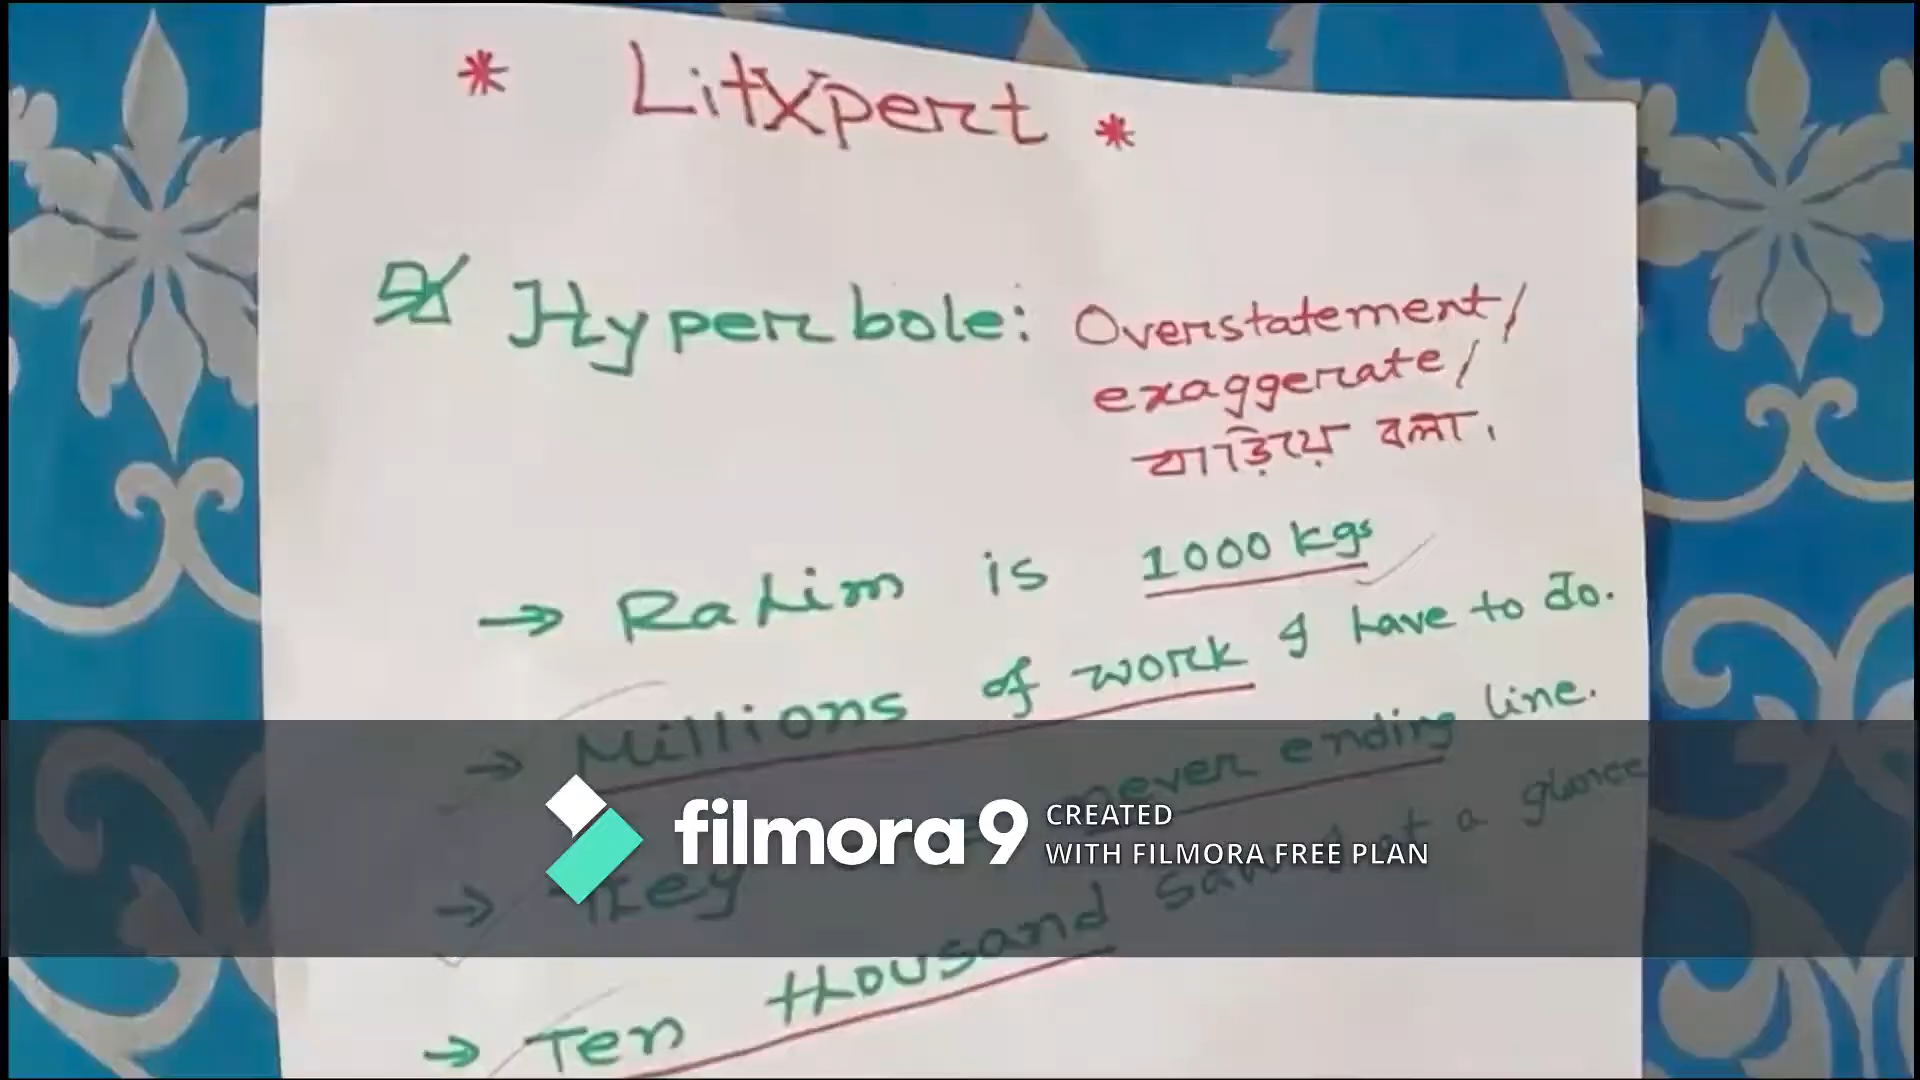 * LitXpert *
Hyperbole: Overstatement/
exaggerate/
বাড়িয়ে বলা।
→ Rahim is 1000 kgs
→ Millions of work I have to do.
→ They never ending line.
→ Ten thousand saw I at a glance
filmora9 CREATED
WITH FILMORA FREE PLAN